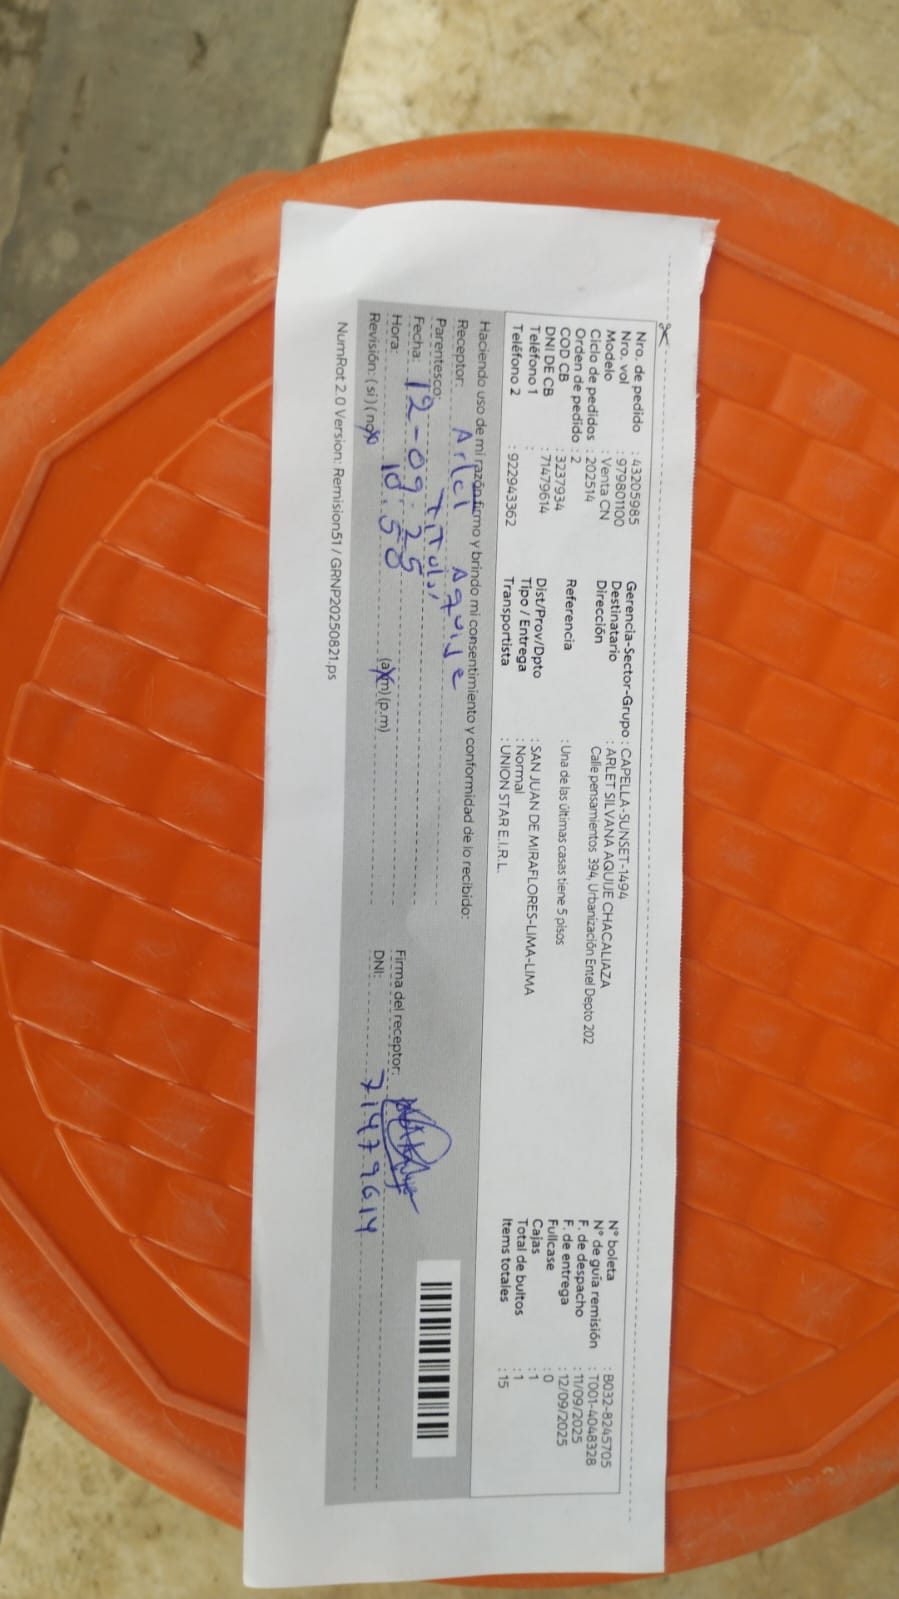 Nro. de pedido : 43205985
Nro. vol : 979801100
Modelo : Venta CN
Ciclo de pedidos : 202514
Orden de pedido : 2
COD CB : 3237934
DNI DE CB : 71479614
Teléfono 1 :
Teléfono 2 : 922943362
Gerencia-Sector-Grupo : CAPELLA-SUNSET-1494
Destinatario : ARLET SILVANA AQUIJE CHACALIAZA
Dirección Calle pensamientos 394, Urbanización Entel Depto 202
Referencia : Una de las últimas casas tiene 5 pisos
Dist/Prov/Dpto : SAN JUAN DE MIRAFLORES-LIMA-LIMA
Tipo / Entrega : Normal
Transportista : UNION STAR E.I.R.L.
N° boleta : B032-8245705
N° de guía remisión : T001-4048328
F. de despacho : 11/09/2025
F. de entrega : 12/09/2025
Fullcase : 0
Cajas : 1
Total de bultos : 1
Items totales : 15
Haciendo uso de mi razón firmo y brindo mi consentimiento y conformidad de lo recibido:
Receptor: Arlet Aquije
Parentesco: Titular
Fecha: 12-09-25
Hora: 10:50 (a.m) (p.m)
Revisión: (si) (no)
Firma del receptor:
DNI: 71479614
NumRot 2.0 Version: Remision51 / GRNP20250821.ps